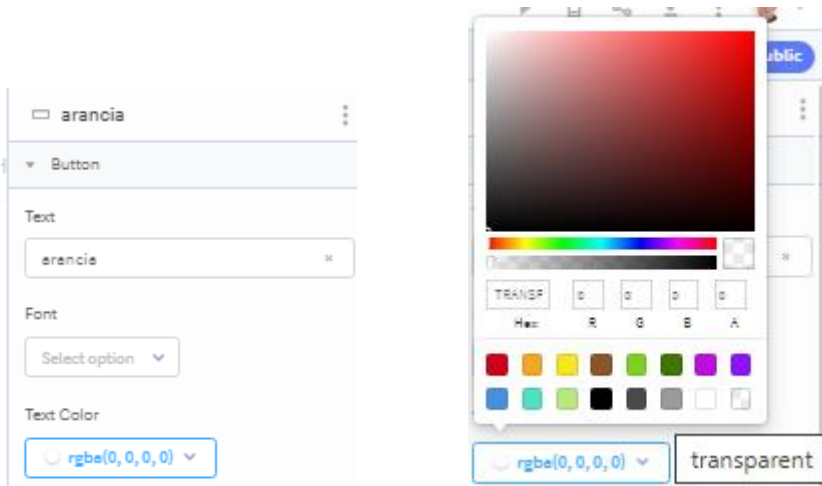 arancia
Button
Text
arancia
Font
Select option
Text Color
rgba(0, 0, 0, 0)
ublic
TRANSF
0
0
0
0
Hex
R
G
B
A
rgba(0, 0, 0, 0)
transparent